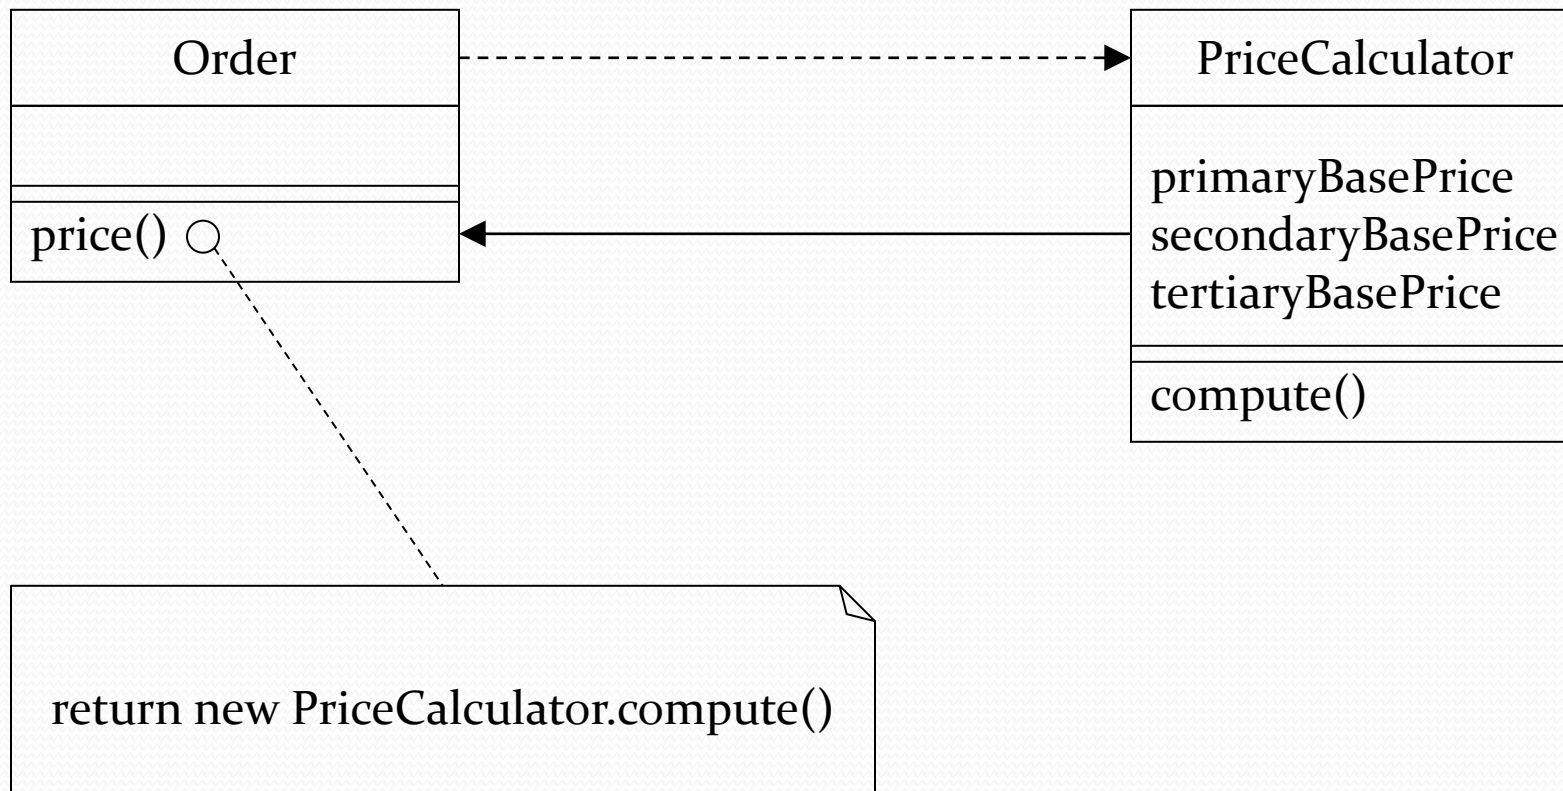 Order
price()
PriceCalculator
primaryBasePrice
secondaryBasePrice
tertiaryBasePrice
compute()
return new PriceCalculator.compute()